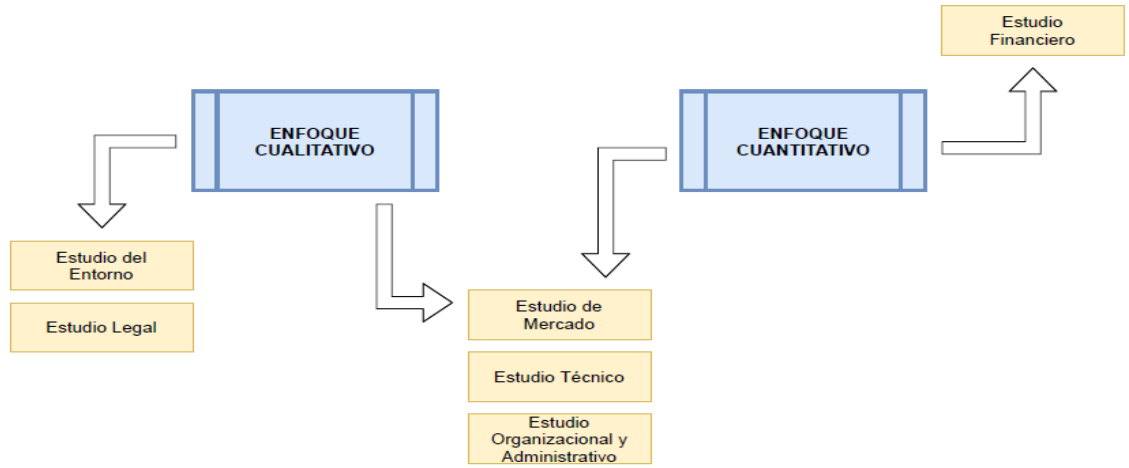 Estudio
Financiero
ENFOQUE
CUALITATIVO
ENFOQUE
CUANTITATIVO
Estudio del
Entorno
Estudio Legal
Estudio de
Mercado
Estudio Técnico
Estudio
Organizacional y
Administrativo